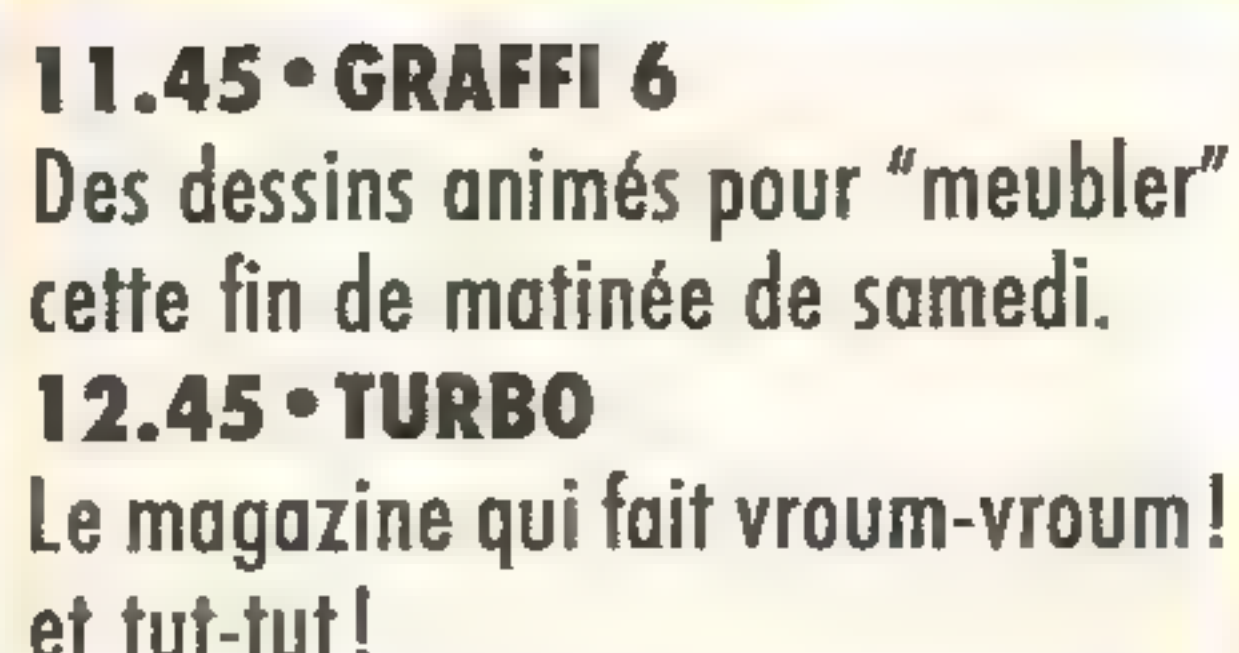 11.45 • GRAFFI 6
Des dessins animés pour “meubler”
cette fin de matinée de samedi.
12.45 • TURBO
Le magazine qui fait vroum-vroum !
et tut-tut !